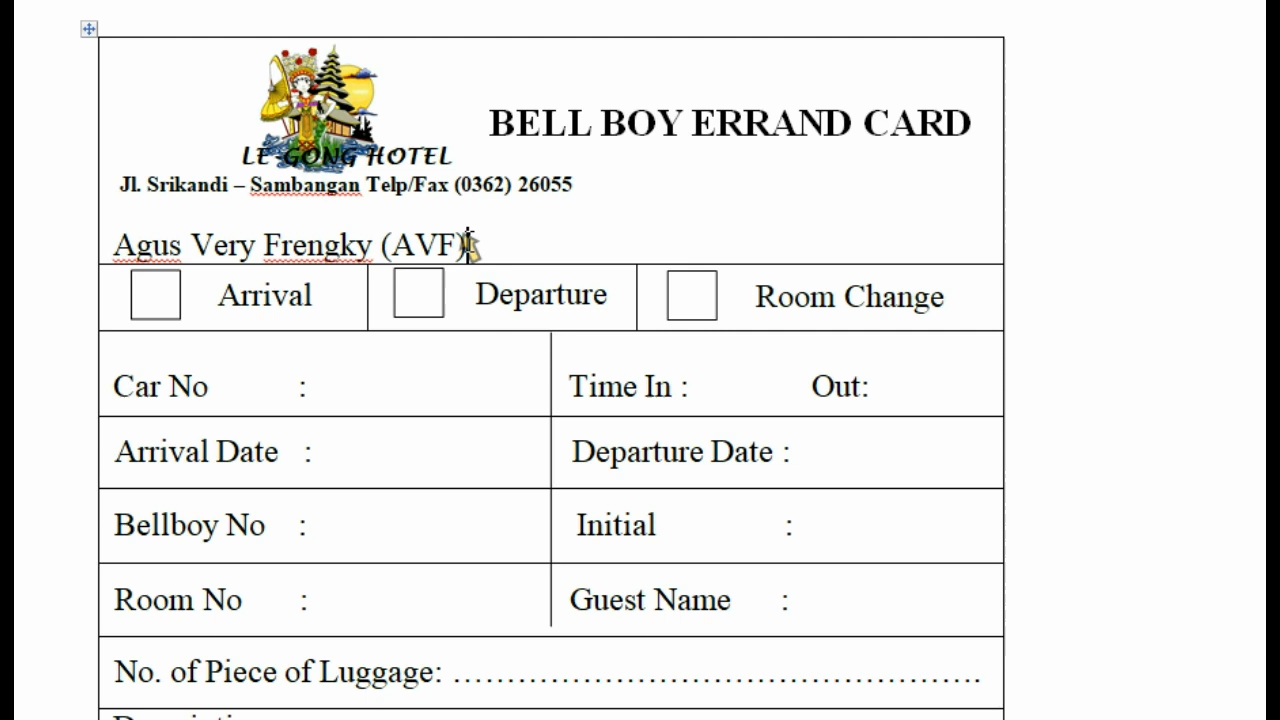 BELL BOY ERRAND CARD
LE GONG HOTEL
Jl. Srikandi – Sambangan Telp/Fax (0362) 26055
Agus Very Frengky (AVF)
Arrival Departure Room Change
Car No : Time In : Out:
Arrival Date : Departure Date :
Bellboy No : Initial :
Room No : Guest Name :
No. of Piece of Luggage: ……………………………………………